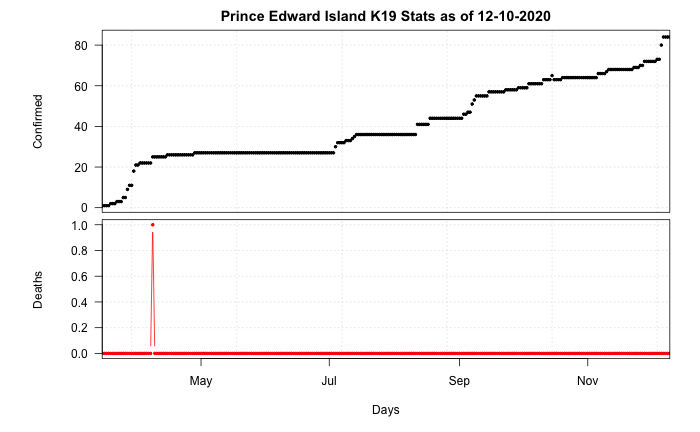 Prince Edward Island K19 Stats as of 12-10-2020
80
60
40
20
0
Confirmed
1.0
0.8
0.6
0.4
0.2
0.0
Deaths
May Jul Sep Nov
Days